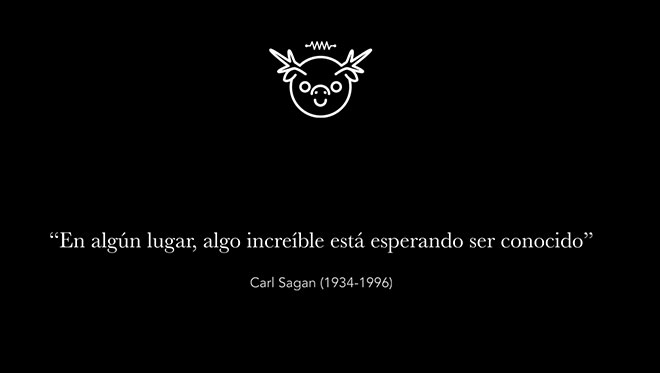 “En algún lugar, algo increíble está esperando ser conocido”
Carl Sagan (1934-1996)